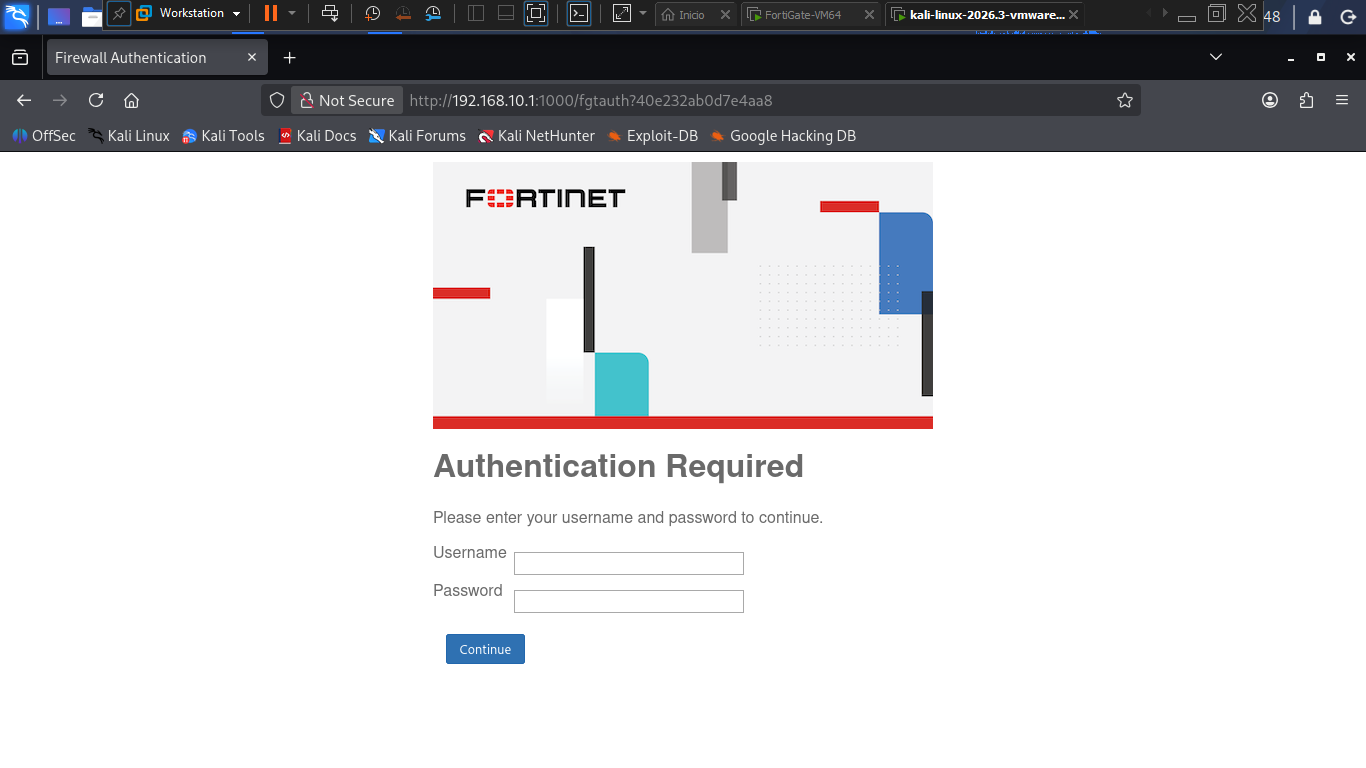 Workstation
Inicio
FortiGate-VM64
kali-linux-2026.3-vmware...
48
Firewall Authentication
Not Secure
http://192.168.10.1:1000/fgtauth?40e232ab0d7e4aa8
OffSec
Kali Linux
Kali Tools
Kali Docs
Kali Forums
Kali NetHunter
Exploit-DB
Google Hacking DB
FORTINET
Authentication Required
Please enter your username and password to continue.
Username
Password
Continue